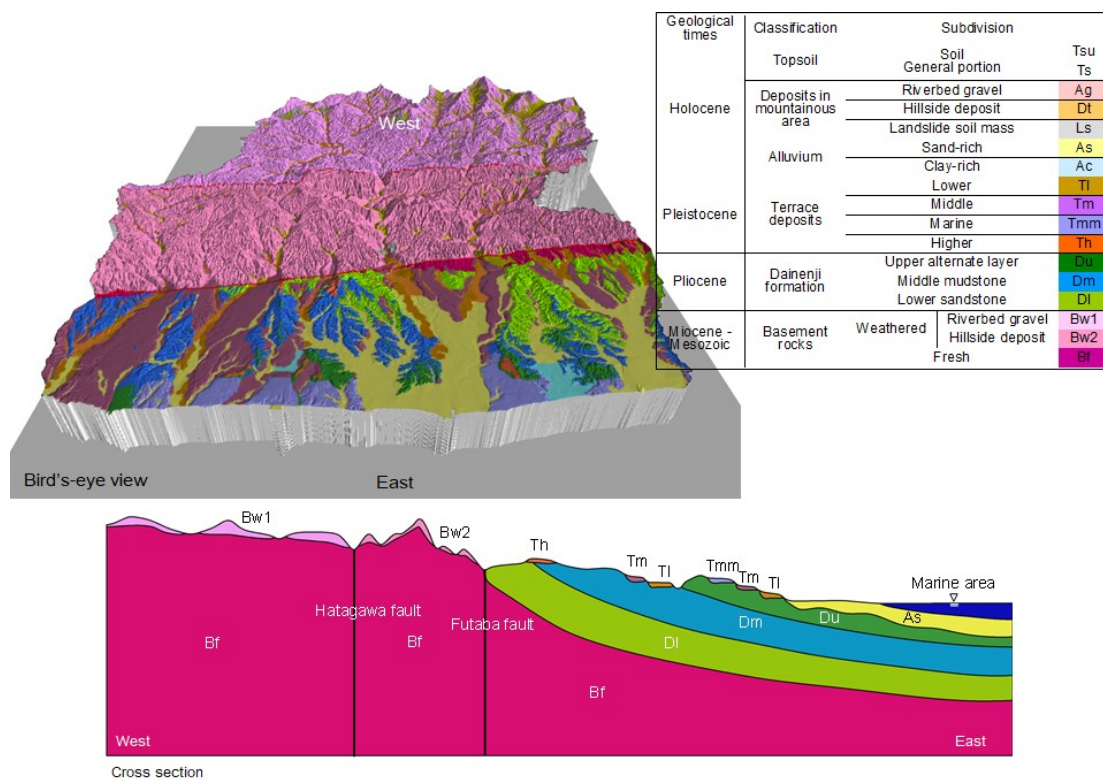 Geological times Classification Subdivision
Topsoil Soil Tsu
General portion Ts
Holocene Deposits in mountainous area Riverbed gravel Ag
Hillside deposit Dt
Landslide soil mass Ls
Alluvium Sand-rich As
Clay-rich Ac
Pleistocene Terrace deposits Lower Tl
Middle Tm
Marine Tmm
Higher Th
Pliocene Dainenji formation Upper alternate layer Du
Middle mudstone Dm
Lower sandstone Dl
Miocene - Mesozoic Basement rocks Weathered Riverbed gravel Bw1
Hillside deposit Bw2
Fresh Bf
West
Bird's-eye view
East
Bw1
Bw2
Th
Tm
Tl
Tmm
Tm
Tl
Marine area
Hatagawa fault
Futaba fault
Bf
Bf
Bf
Dl
Dm
Du
As
West
East
Cross section